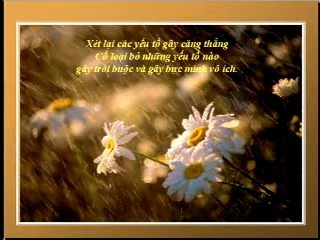 Xét lại các yếu tố gây căng thẳng
Cố loại bỏ những yếu tố nào
gây trói buộc và gây bực mình vô ích.